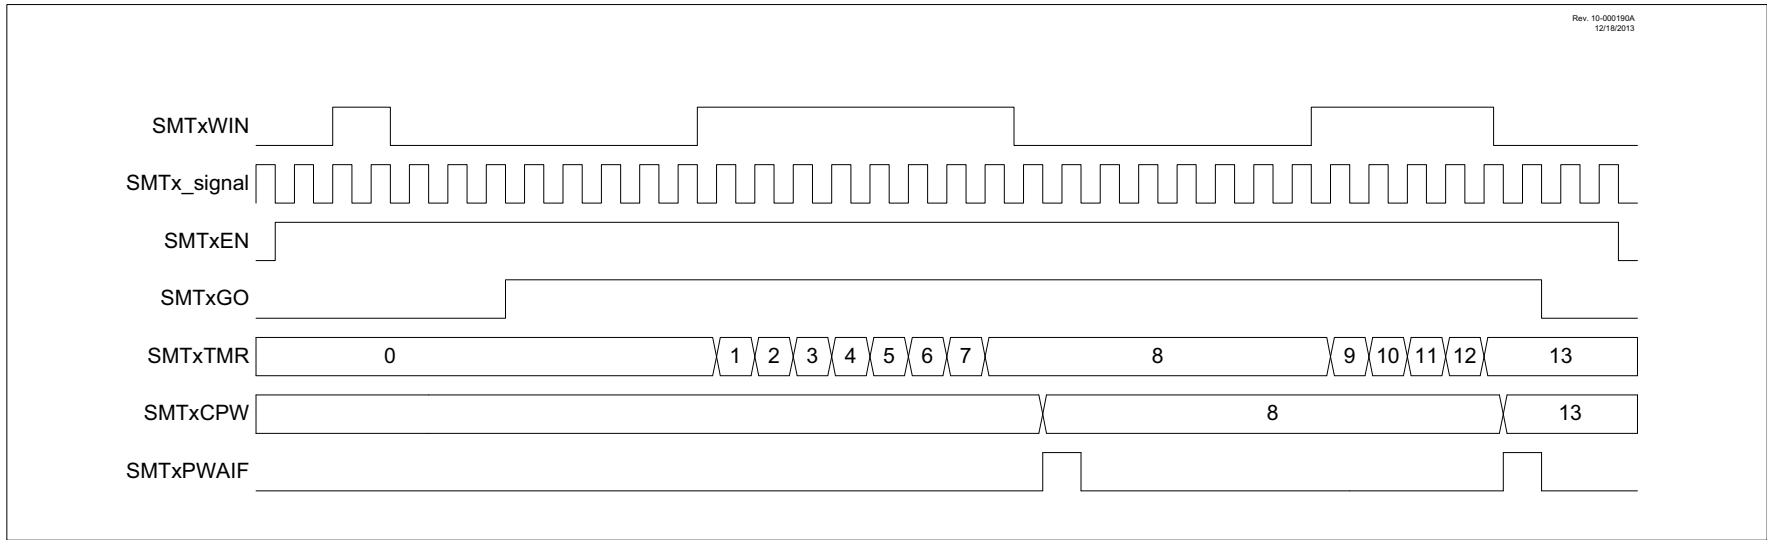 Rev. 10-000190A
12/18/2013
SMTxWIN
SMTx_signal
SMTxEN
SMTxGO
SMTxTMR 0 1 2 3 4 5 6 7 8 9 10 11 12 13
SMTxCPW 8 13
SMTxPWAIF